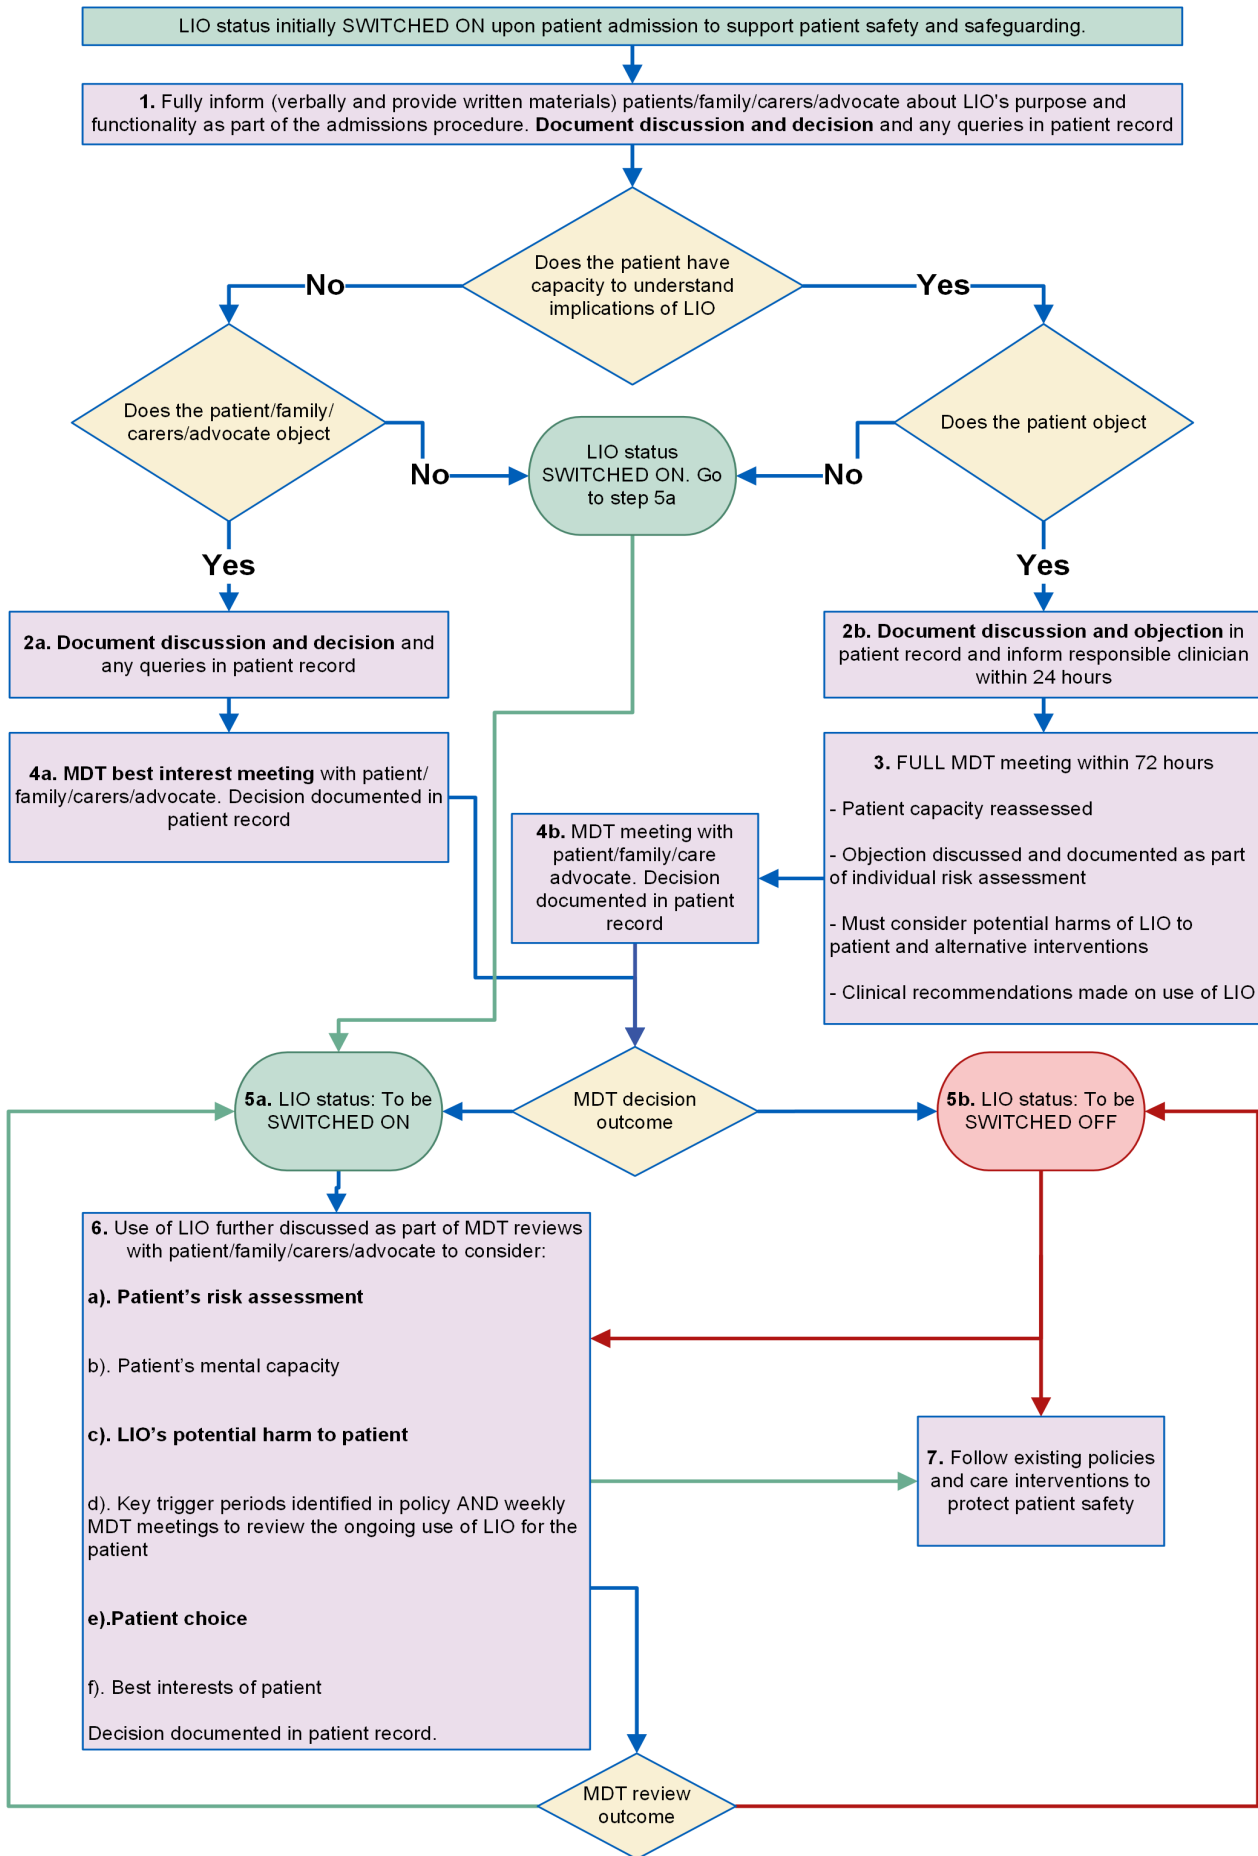 LIO status initially SWITCHED ON upon patient admission to support patient safety and safeguarding.
1. Fully inform (verbally and provide written materials) patients/family/carers/advocate about LIO's purpose and
functionality as part of the admissions procedure. Document discussion and decision and any queries in patient record
Does the patient have
capacity to understand
implications of LIO
No
Yes
Does the patient/family/
carers/advocate object
LIO status
SWITCHED ON. Go
to step 5a
Does the patient object
No
No
Yes
Yes
2a. Document discussion and decision and
any queries in patient record
2b. Document discussion and objection in
patient record and inform responsible clinician
within 24 hours
4a. MDT best interest meeting with patient/
family/carers/advocate. Decision documented in
patient record
3. FULL MDT meeting within 72 hours
- Patient capacity reassessed
- Objection discussed and documented as part
of individual risk assessment
- Must consider potential harms of LIO to
patient and alternative interventions
- Clinical recommendations made on use of LIO
4b. MDT meeting with
patient/family/care
advocate. Decision
documented in patient
record
5a. LIO status: To be
SWITCHED ON
MDT decision
outcome
5b. LIO status: To be
SWITCHED OFF
6. Use of LIO further discussed as part of MDT reviews
with patient/family/carers/advocate to consider:
a). Patient’s risk assessment
b). Patient’s mental capacity
c). LIO’s potential harm to patient
d). Key trigger periods identified in policy AND weekly
MDT meetings to review the ongoing use of LIO for the
patient
e).Patient choice
f). Best interests of patient
Decision documented in patient record.
7. Follow existing policies
and care interventions to
protect patient safety
MDT review
outcome